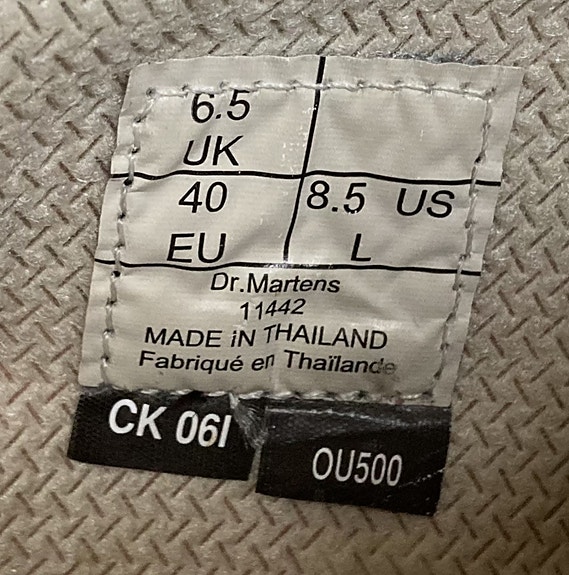 6.5
UK
40
EU
8.5 US
L
Dr.Martens
11442
MADE iN THAILAND
Fabriqué en Thaïlande
CK 06I
OU500